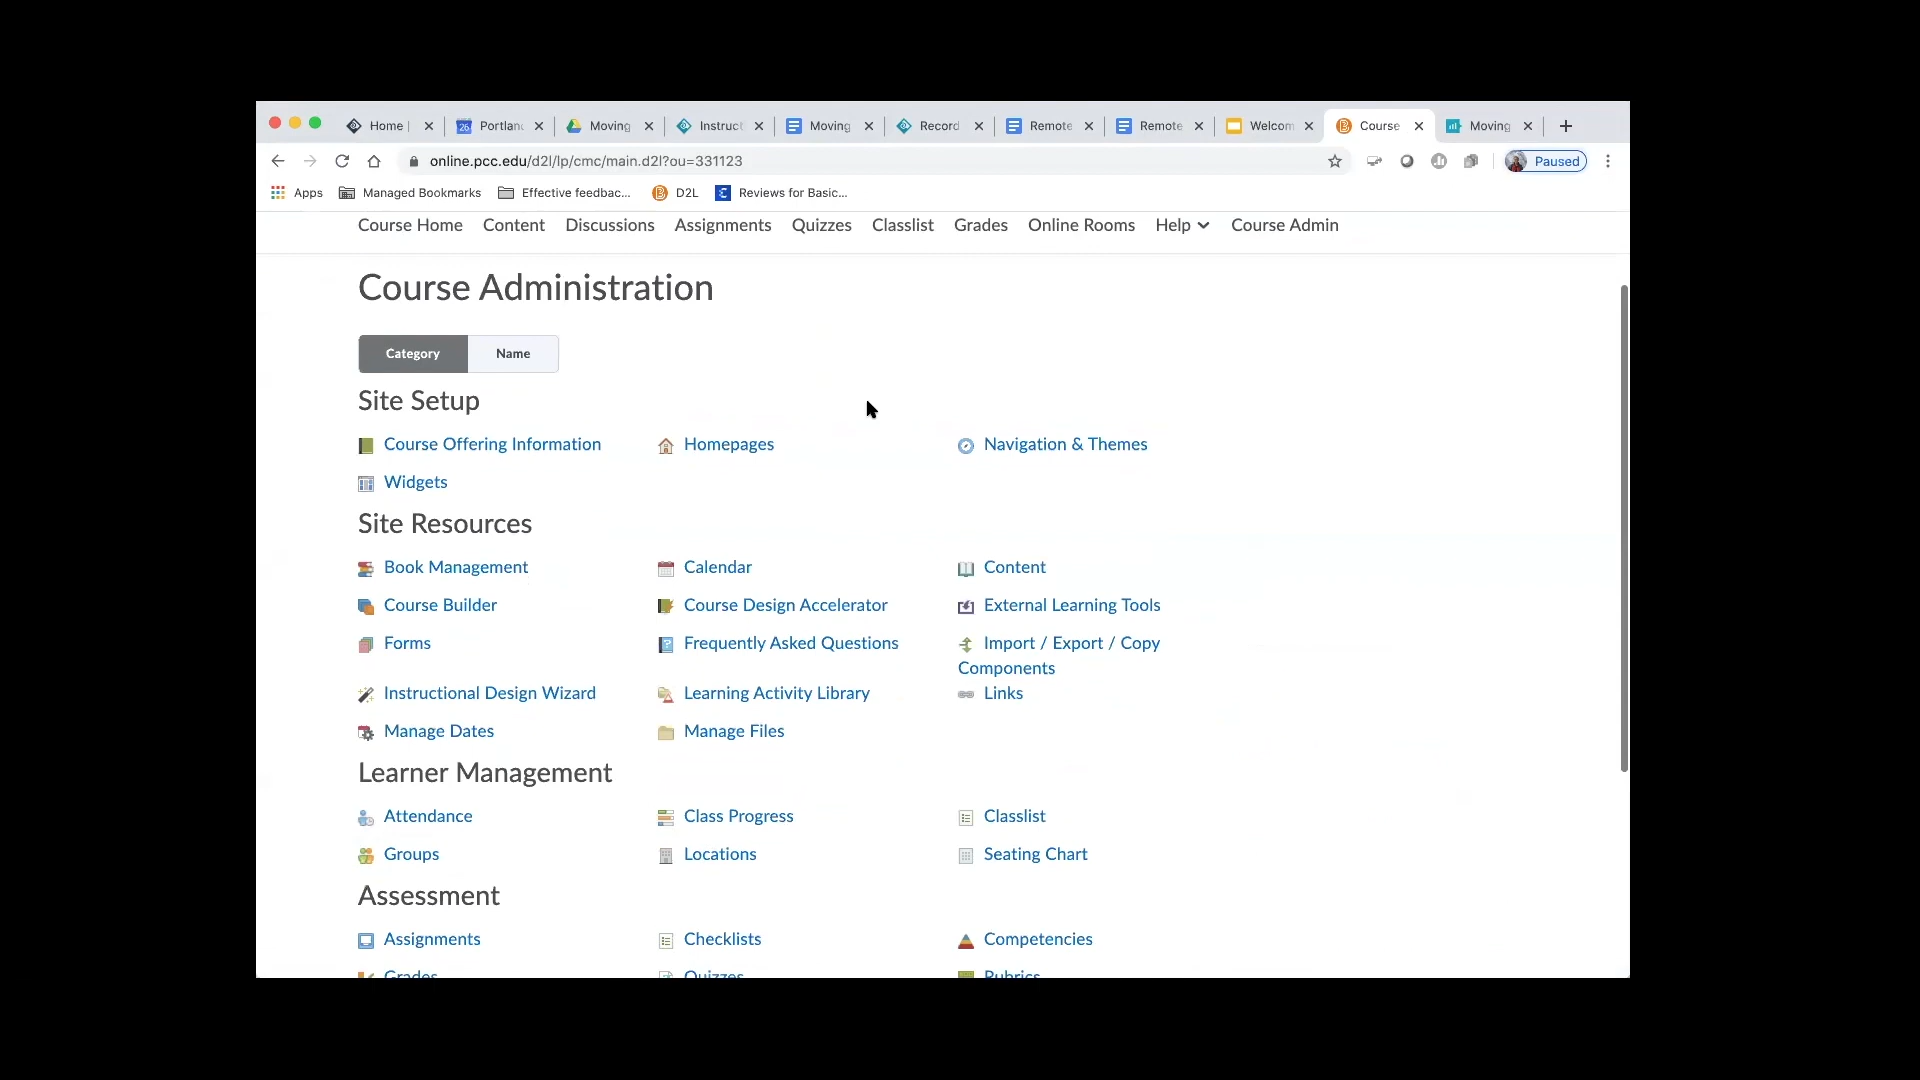 Home Portlan Moving Instruct Moving Record Remote Remote Welcom Course Moving
online.pcc.edu/d2l/lp/cmc/main.d2l?ou=331123 Paused
Apps Managed Bookmarks Effective feedbac... D2L Reviews for Basic...
Course Home Content Discussions Assignments Quizzes Classlist Grades Online Rooms Help Course Admin
Course Administration
Category Name
Site Setup
Course Offering Information Homepages Navigation & Themes
Widgets
Site Resources
Book Management Calendar Content
Course Builder Course Design Accelerator External Learning Tools
Forms Frequently Asked Questions Import / Export / Copy
Components
Instructional Design Wizard Learning Activity Library Links
Manage Dates Manage Files
Learner Management
Attendance Class Progress Classlist
Groups Locations Seating Chart
Assessment
Assignments Checklists Competencies
Grades Quizzes Rubrics